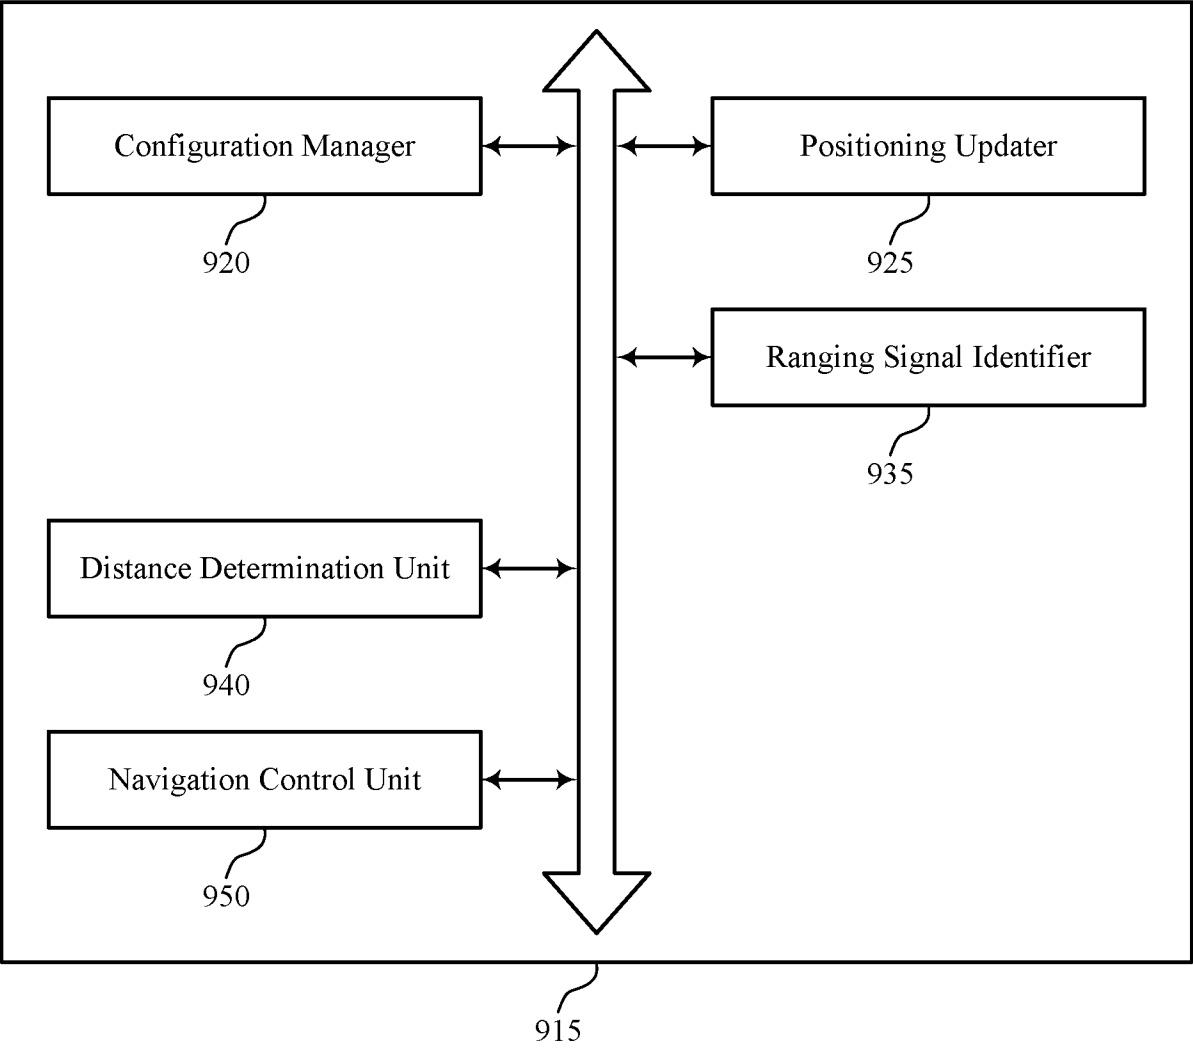 Configuration Manager
920
Positioning Updater
925
Ranging Signal Identifier
935
Distance Determination Unit
940
Navigation Control Unit
950
915